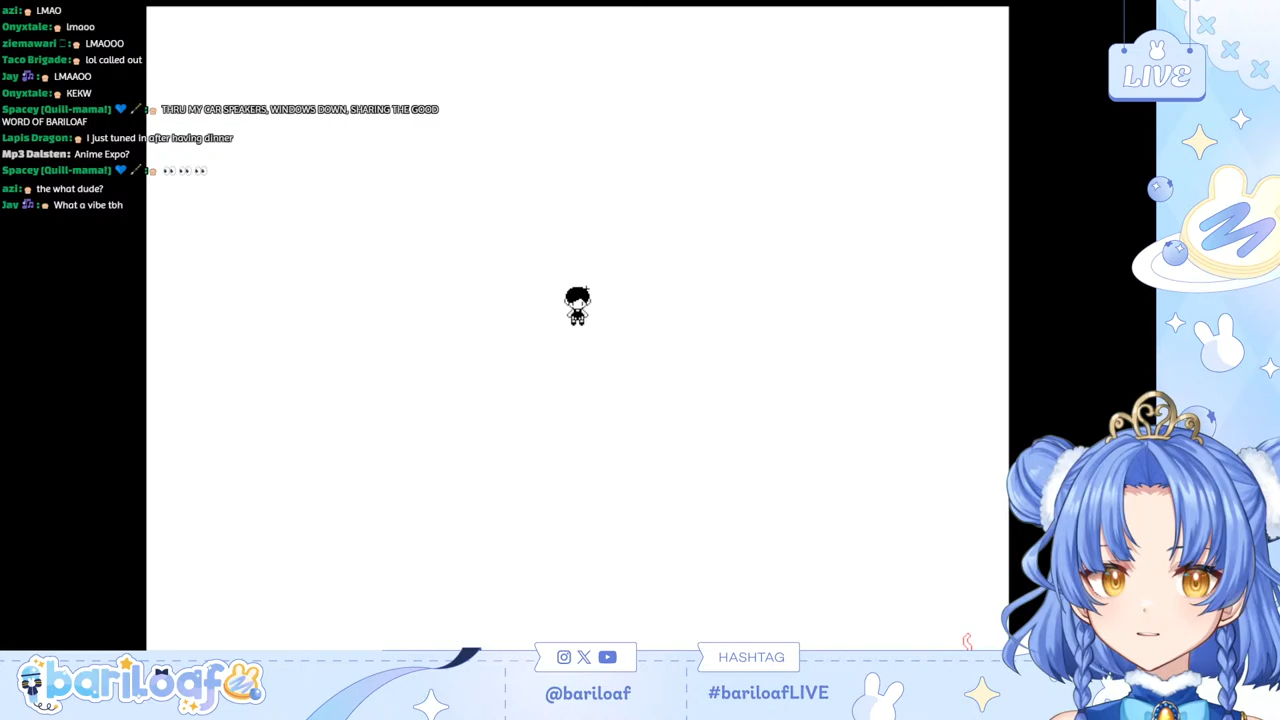 azi: LMAO
Onyxtale: lmaoo
ziemawari : LMAOOO
Taco Brigade: lol called out
Jay : LMAAOO
Onyxtale: KEKW
Spacey [Quill-mama!] : THRU MY CAR SPEAKERS, WINDOWS DOWN, SHARING THE GOOD
WORD OF BARILOAF
Lapis Dragon: I just tuned in after having dinner
Mp3 Dalsten: Anime Expo?
Spacey [Quill-mama!] : 👀 👀 👀
azi: the what dude?
Jay : What a vibe tbh
LIVE
bariloaf
@bariloaf
HASHTAG
#bariloafLIVE